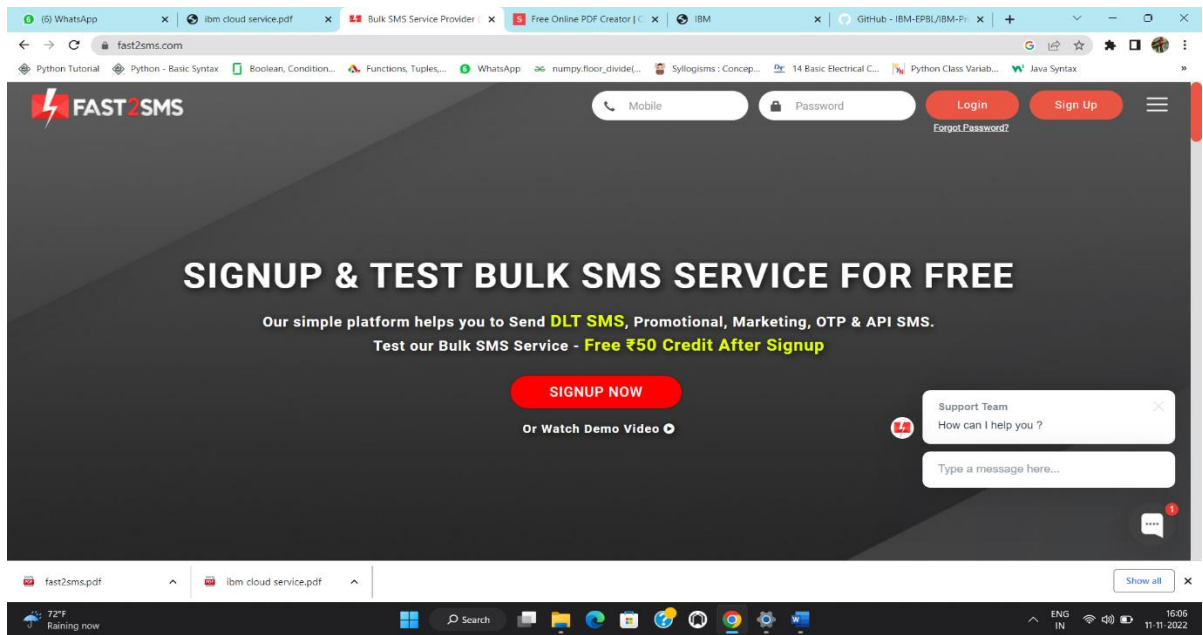 (6) WhatsApp
ibm cloud service.pdf
Bulk SMS Service Provider
Free Online PDF Creator | C
IBM
GitHub - IBM-EPBL/IBM-Pr
fast2sms.com
Python Tutorial
Python - Basic Syntax
Boolean, Condition...
Functions, Tuples,...
WhatsApp
numpy.floor_divide(...
Syllogisms : Concep...
14 Basic Electrical C...
Python Class Variab...
Java Syntax
»
FAST2SMS
Mobile
Password
Login
Sign Up
Forgot Password?
SIGNUP & TEST BULK SMS SERVICE FOR FREE
Our simple platform helps you to Send DLT SMS, Promotional, Marketing, OTP & API SMS.
Test our Bulk SMS Service - Free ₹50 Credit After Signup
SIGNUP NOW
Or Watch Demo Video
Support Team
How can I help you ?
Type a message here...
1
fast2sms.pdf
ibm cloud service.pdf
Show all
72°F
Raining now
Search
ENG
IN
16:06
11-11-2022